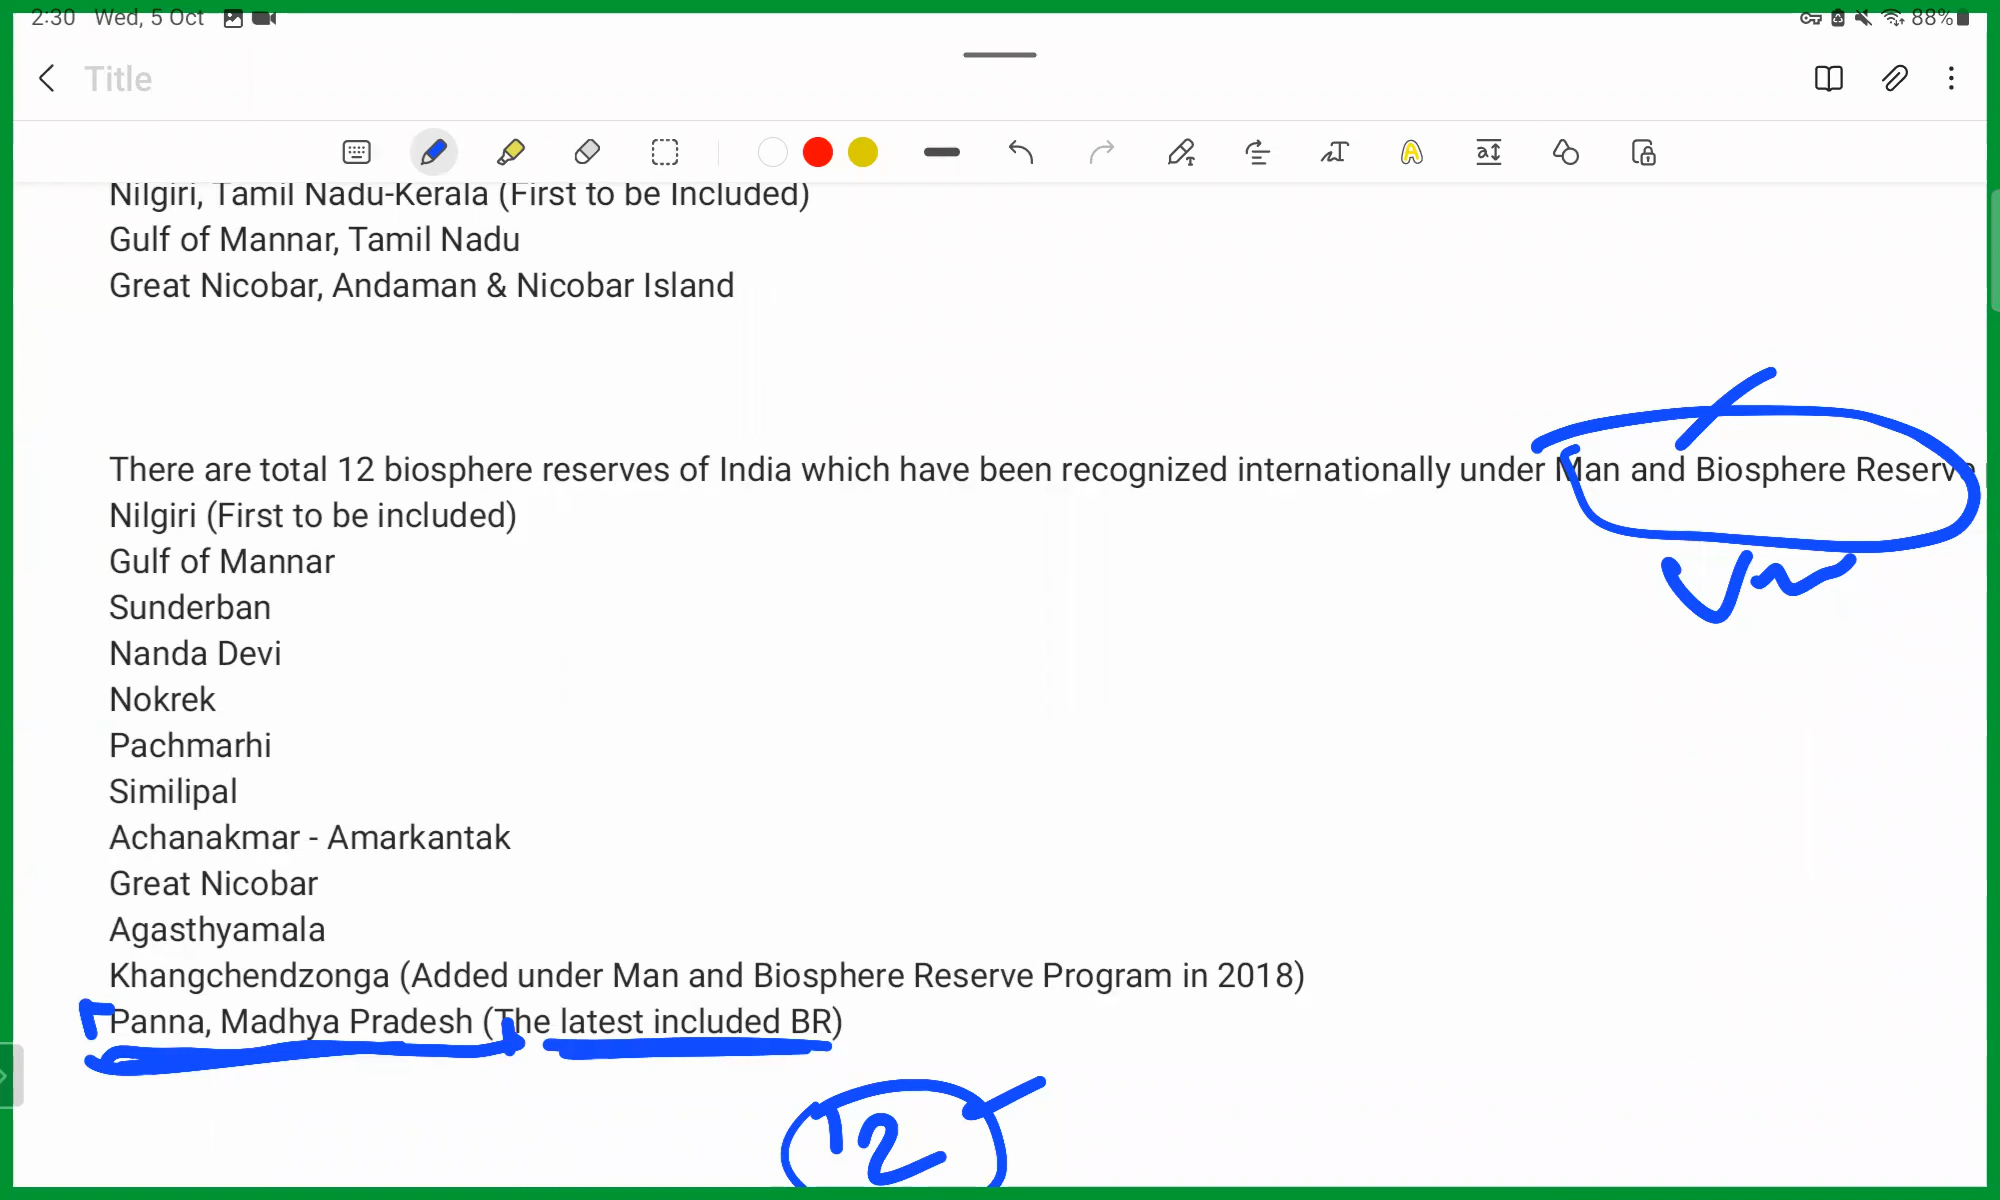 2:30 Wed, 5 Oct 88%
Title
Nilgiri, Tamil Nadu-Kerala (First to be Included)
Gulf of Mannar, Tamil Nadu
Great Nicobar, Andaman & Nicobar Island
There are total 12 biosphere reserves of India which have been recognized internationally under Man and Biosphere Reserve
Nilgiri (First to be included)
Gulf of Mannar
Sunderban
Nanda Devi
Nokrek
Pachmarhi
Similipal
Achanakmar - Amarkantak
Great Nicobar
Agasthyamala
Khangchendzonga (Added under Man and Biosphere Reserve Program in 2018)
Panna, Madhya Pradesh (The latest included BR)
12